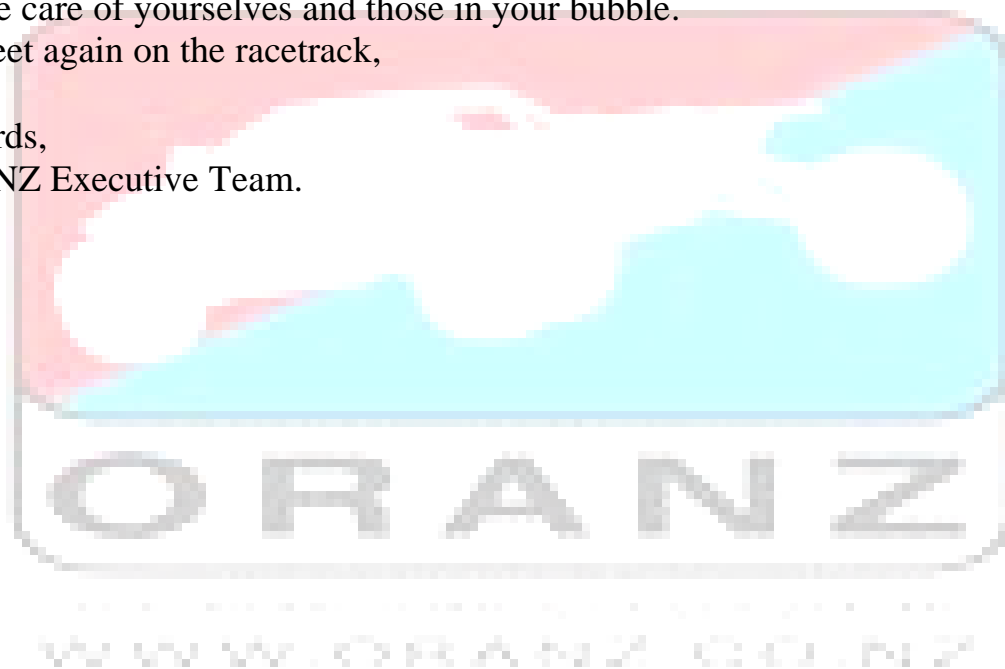 e care of yourselves and those in your bubble.
eet again on the racetrack,
rds,
NZ Executive Team.
ORANZ
WWW.ORANZ.CO.NZ